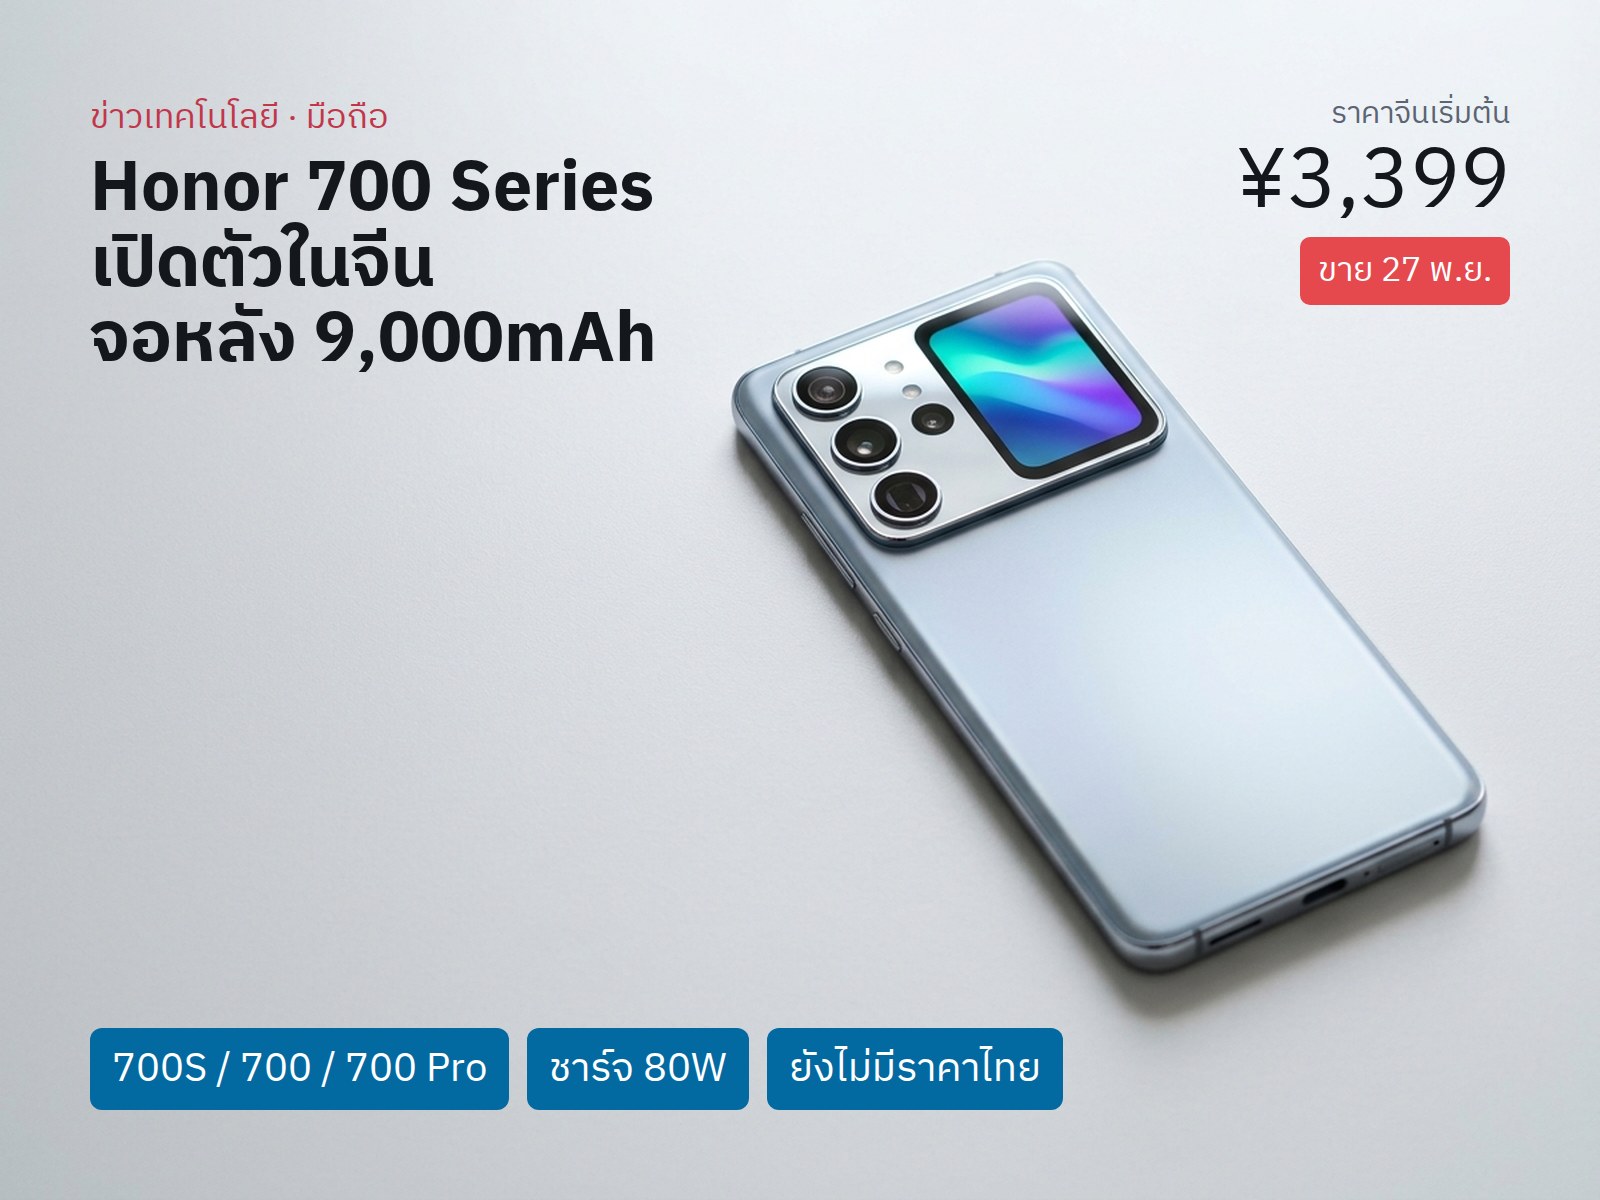 ข่าวเทคโนโลยี · มือถือ
Honor 700 Series
เปิดตัวในจีน
จอหลัง 9,000mAh
ราคาจีนเริ่มต้น
¥3,399
ขาย 27 พ.ย.
700S / 700 / 700 Pro
ชาร์จ 80W
ยังไม่มีราคาไทย